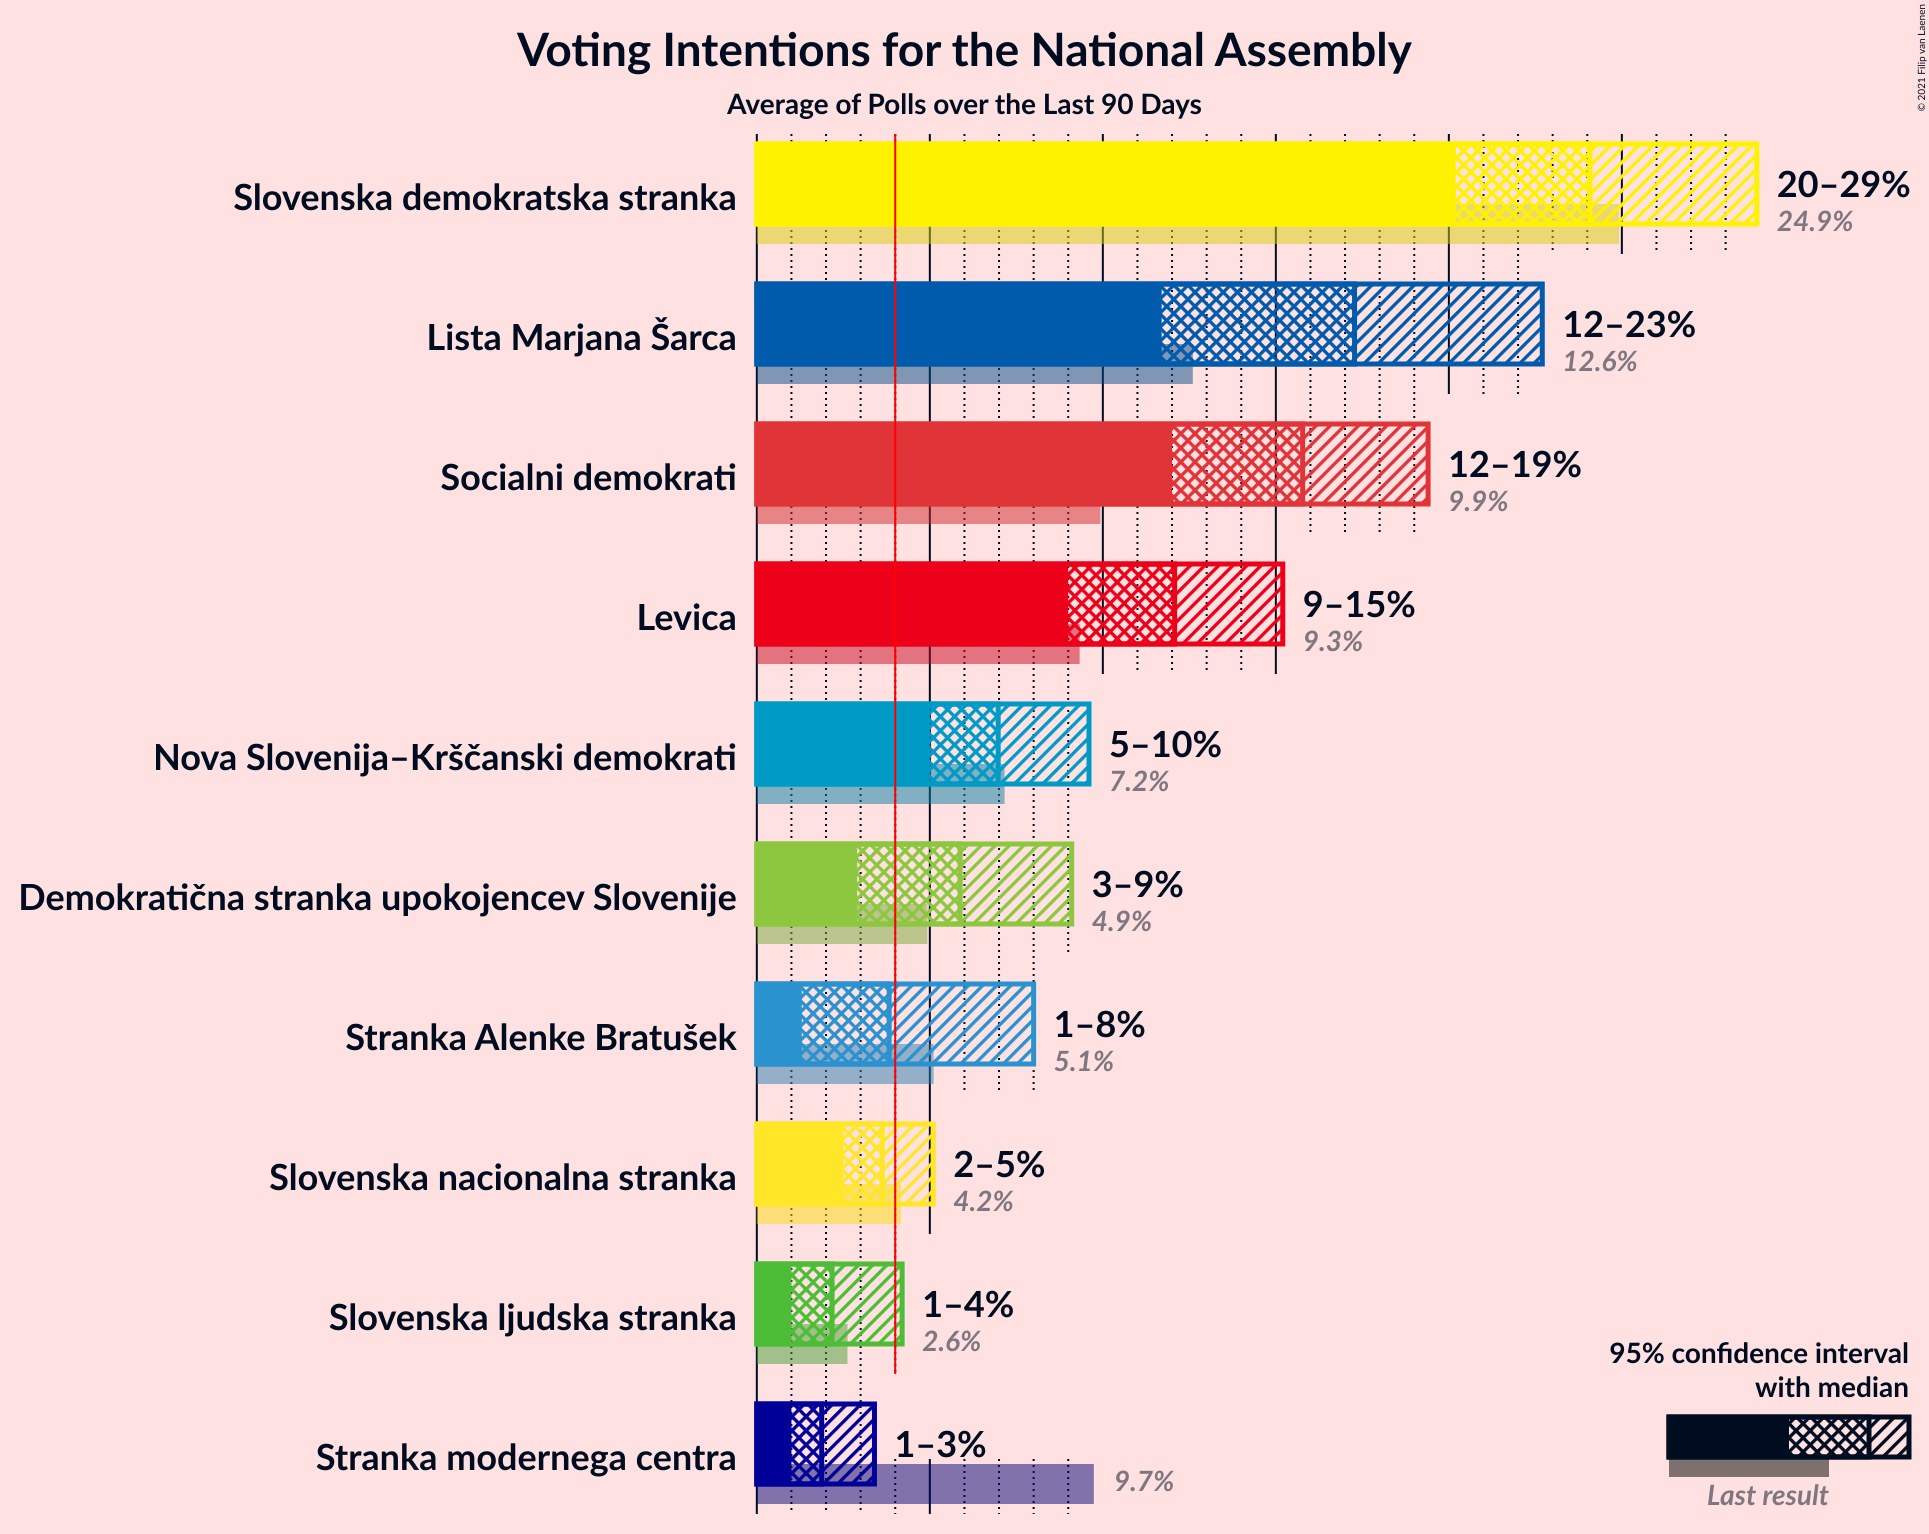 Voting Intentions for the National Assembly
Average of Polls over the Last 90 Days
© 2021 Filip van Laenen
Slovenska demokratska stranka
20–29%
24.9%
Lista Marjana Šarca
12–23%
12.6%
Socialni demokrati
12–19%
9.9%
Levica
9–15%
9.3%
Nova Slovenija–Krščanski demokrati
5–10%
7.2%
Demokratična stranka upokojencev Slovenije
3–9%
4.9%
Stranka Alenke Bratušek
1–8%
5.1%
Slovenska nacionalna stranka
2–5%
4.2%
Slovenska ljudska stranka
1–4%
2.6%
Stranka modernega centra
1–3%
9.7%
95% confidence interval
with median
Last result